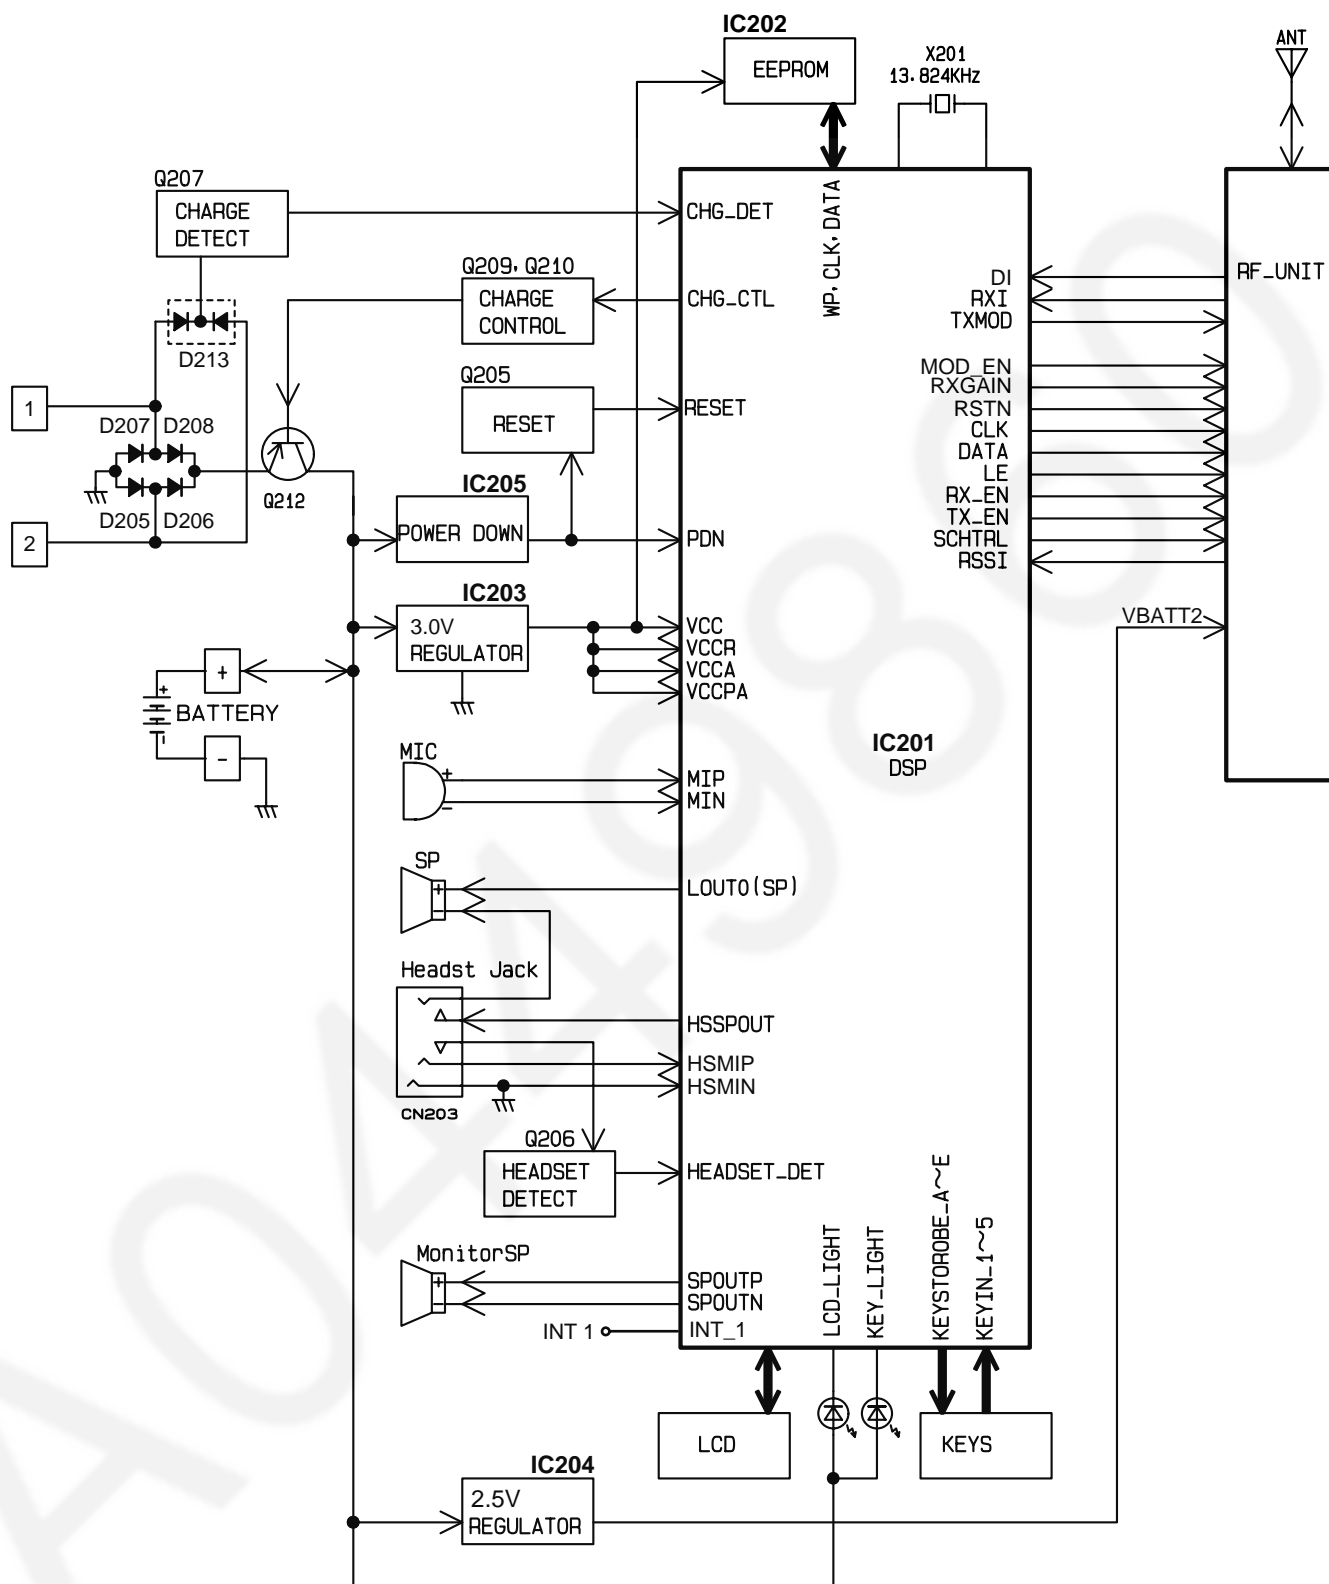 IC202
EEPROM
X201
13.824KHz
ANT
Q207
CHARGE
DETECT
CHG_DET
WP,CLK,DATA
Q209,Q210
CHARGE
CONTROL
CHG_CTL
DI
RXI
TXMOD
RF_UNIT
D213
Q205
RESET
RESET
MOD_EN
RXGAIN
RSTN
CLK
DATA
LE
RX_EN
TX_EN
SCHTRL
RSSI
1
D207 D208
D205 D206
2
Q212
IC205
POWER DOWN
PDN
IC203
3.0V
REGULATOR
VCC
VCCR
VCCA
VCCPA
VBATT2
+
+
BATTERY
-
-
IC201
DSP
MIC
+
-
MIP
MIN
SP
+
-
LOUT0(SP)
Headst Jack
HSSPOUT
HSMIP
HSMIN
CN203
Q206
HEADSET
DETECT
HEADSET_DET
MonitorSP
+
-
SPOUTP
SPOUTN
INT 1
INT_1
LCD_LIGHT
KEY_LIGHT
KEYSTOROBE_A~E
KEYIN_1~5
LCD
KEYS
IC204
2.5V
REGULATOR
A0449860